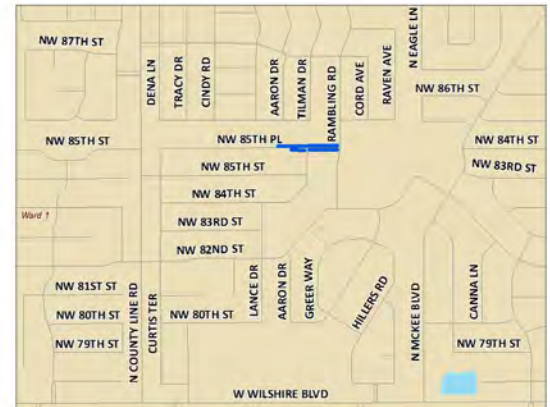 N EAGLE LN
NW 87TH ST
DENA LN
TRACY DR
CINDY RD
AARON DR
TILMAN DR
RAMBLING RD
CORD AVE
RAVEN AVE
NW 86TH ST
NW 85TH ST
NW 85TH PL
NW 84TH ST
NW 85TH ST
NW 83RD ST
NW 84TH ST
Ward 1
NW 83RD ST
NW 82ND ST
NW 81ST ST
N COUNTY LINE RD
CURTIS TER
LANCE DR
AARON DR
GREER WAY
HILLERS RD
N MCKEE BLVD
CANNA LN
NW 80TH ST
NW 80TH ST
NW 79TH ST
NW 79TH ST
W WILSHIRE BLVD